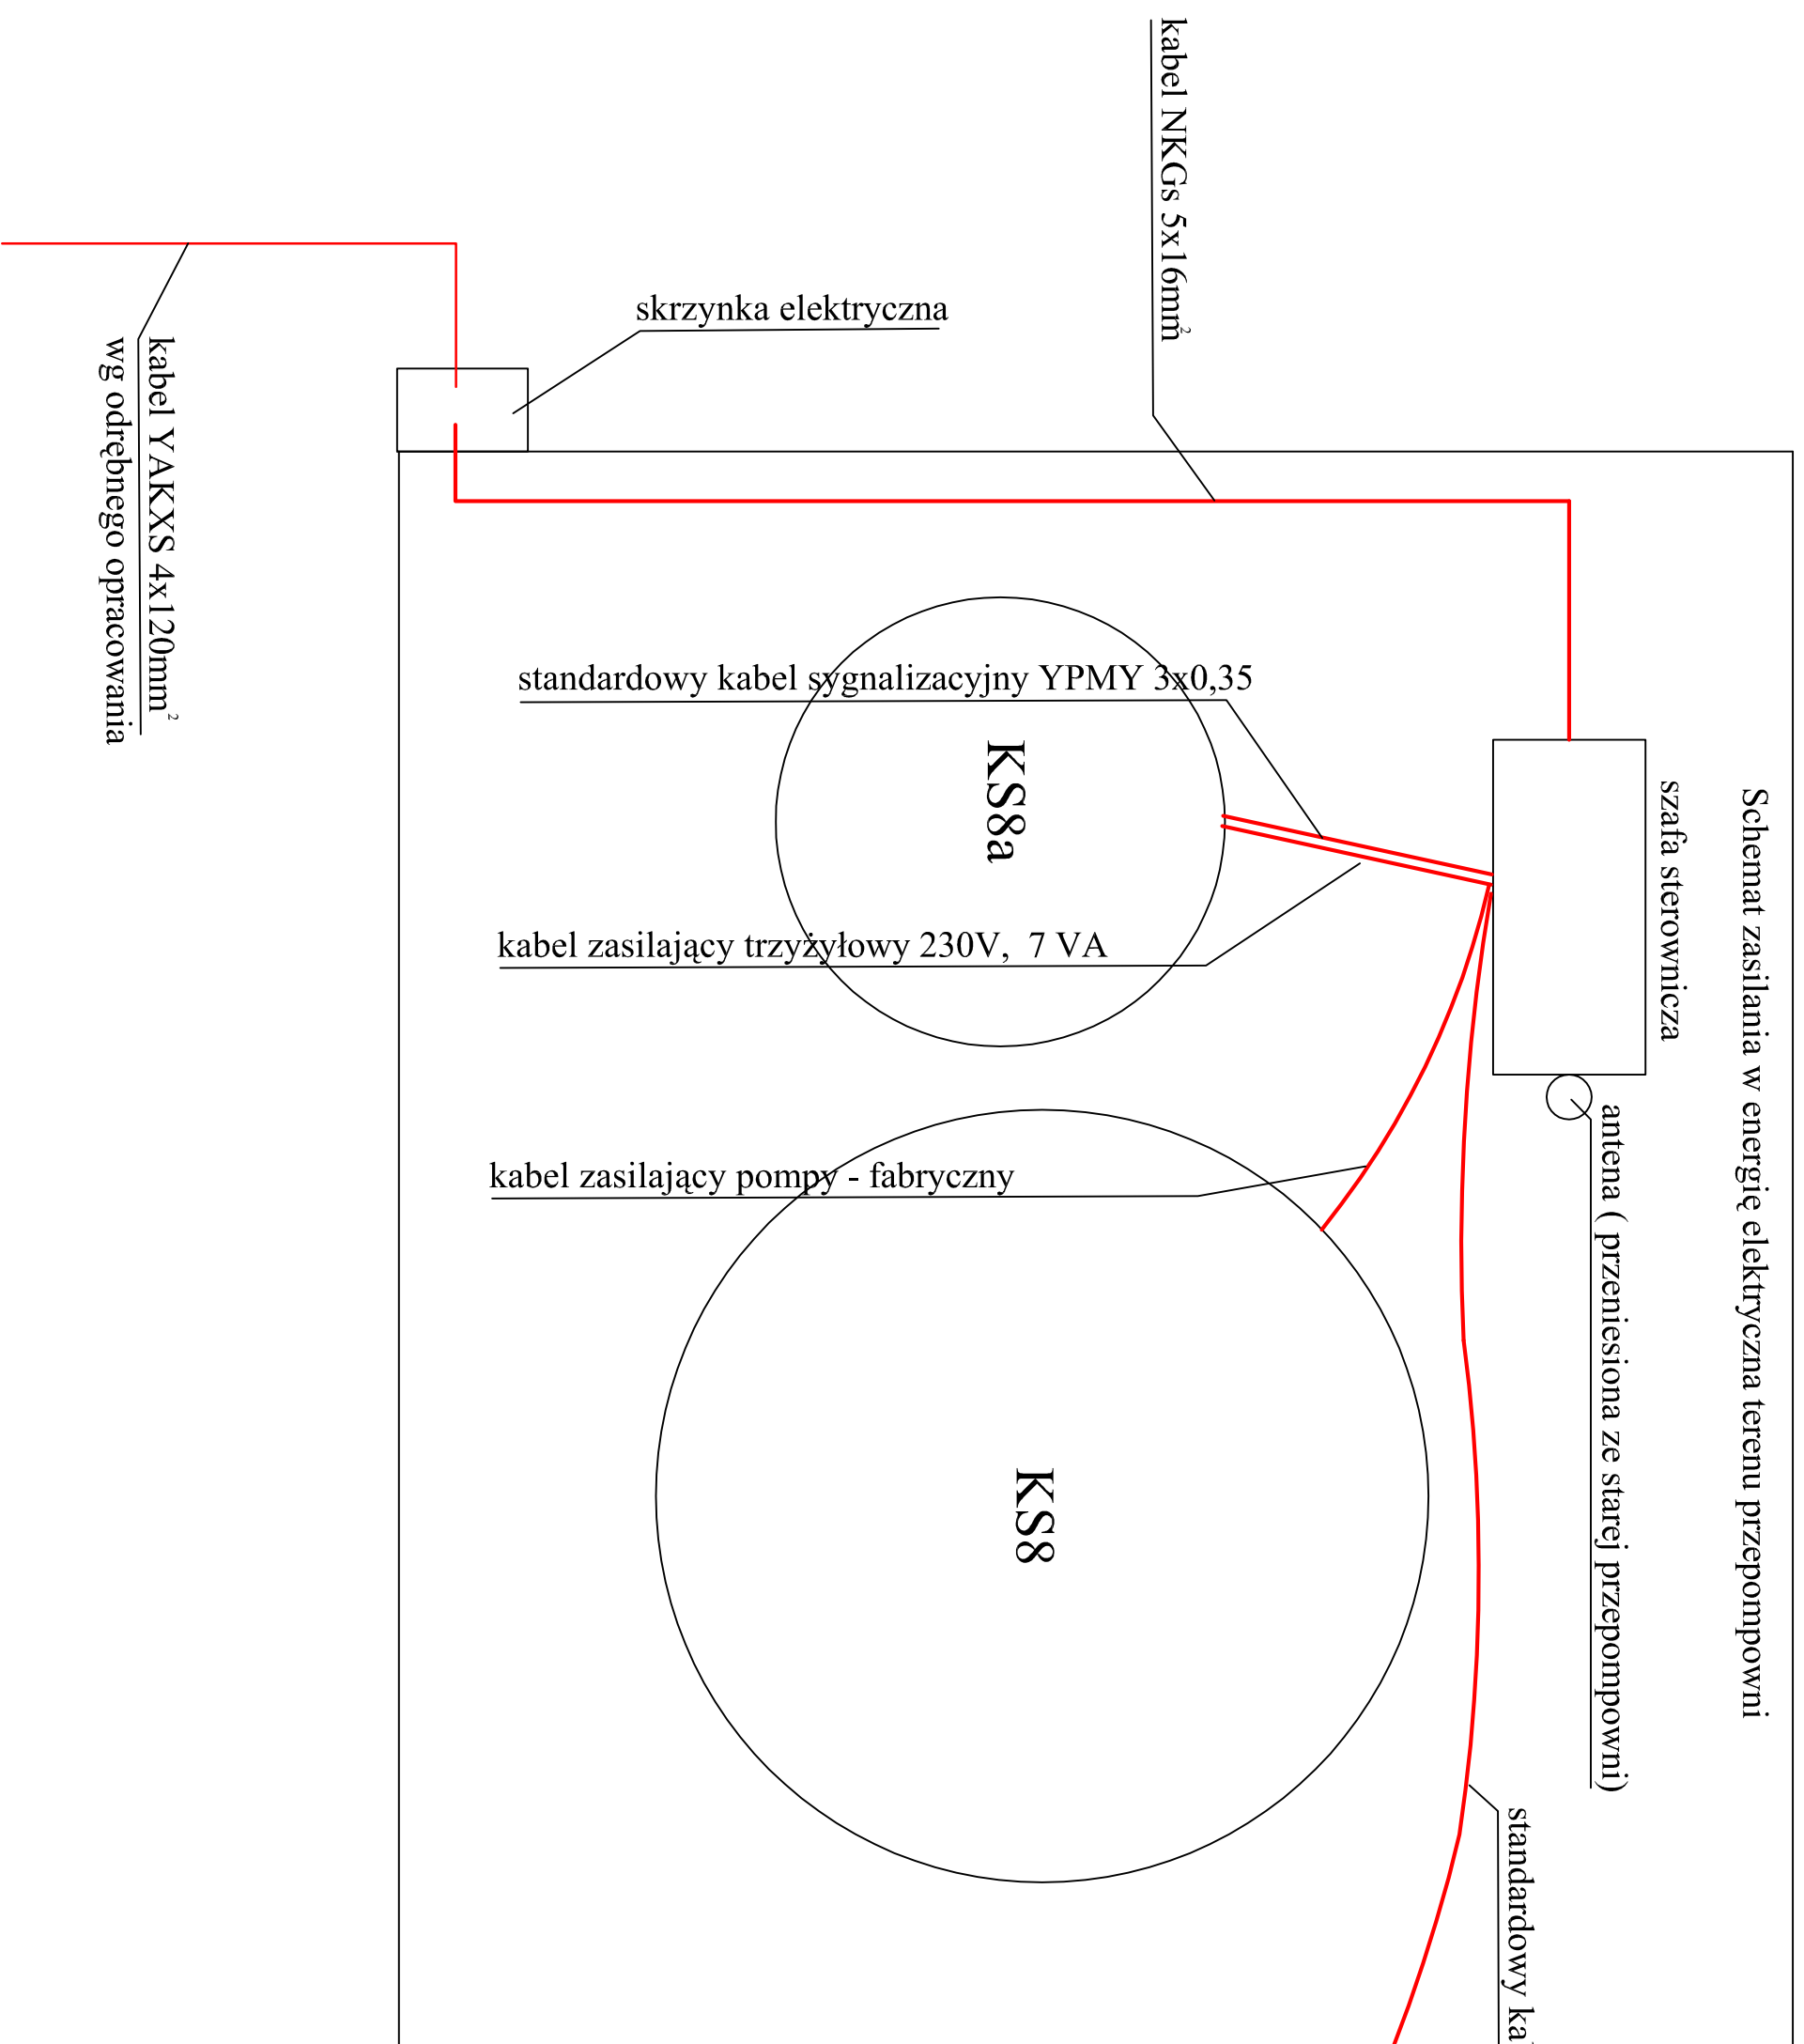 Schemat zasilania w energię elektryczna terenu przepompowni
szafa sterownicza
antena ( przeniesiona ze starej przepompowni)
kabel NKGs 5x16mm²
skrzynka elektryczna
kabel YAKXS 4x120mm²
wg odrębnego opracowania
standardowy kabel sygnalizacyjny YPMY 3x0,35
KS8a
kabel zasilający trzyżyłowy 230V, 7 VA
kabel zasilający pompy - fabryczny
KS8
standardowy